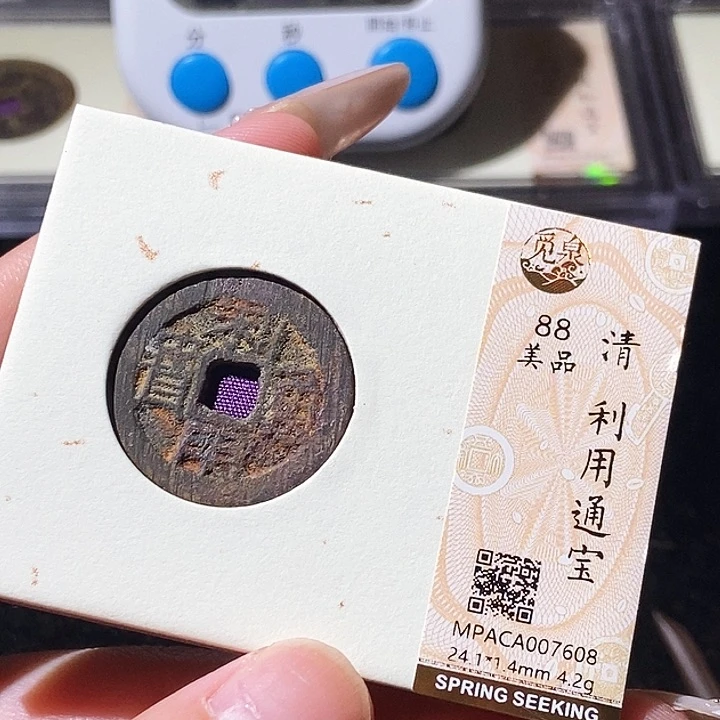 分 秒
觅泉
88
美品
清
利用通宝
MPACA007608
24.1*1.4mm 4.2g
SPRING SEEKING